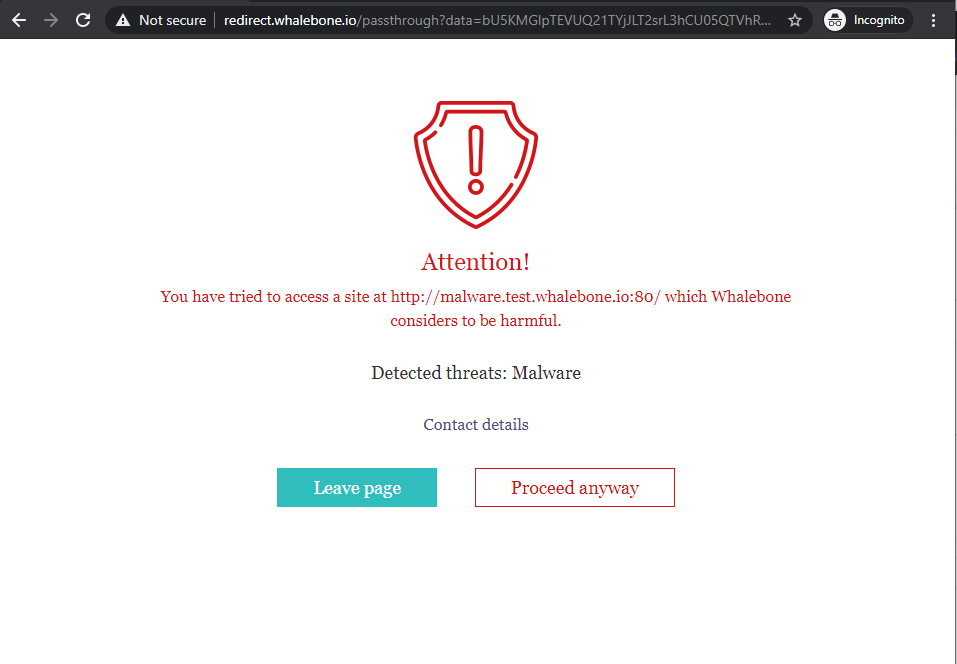 Not secure redirect.whalebone.io/passthrough?data=bU5KMGlpTEVUQ21TYjJLT2srL3hCU05QTVhR... Incognito
Attention!
You have tried to access a site at http://malware.test.whalebone.io:80/ which Whalebone
considers to be harmful.
Detected threats: Malware
Contact details
Leave page Proceed anyway